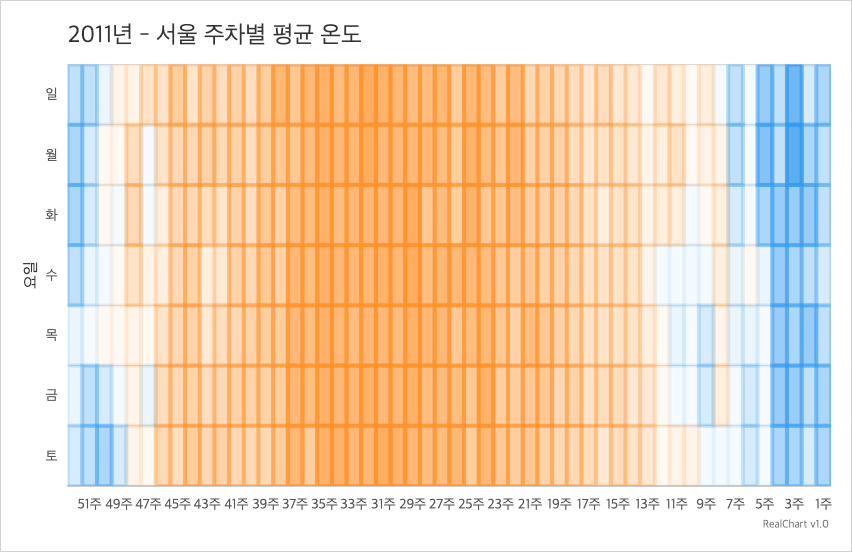 2011년 - 서울 주차별 평균 온도
요일
일
월
화
수
목
금
토
51주 49주 47주 45주 43주 41주 39주 37주 35주 33주 31주 29주 27주 25주 23주 21주 19주 17주 15주 13주 11주 9주 7주 5주 3주 1주
RealChart v1.0